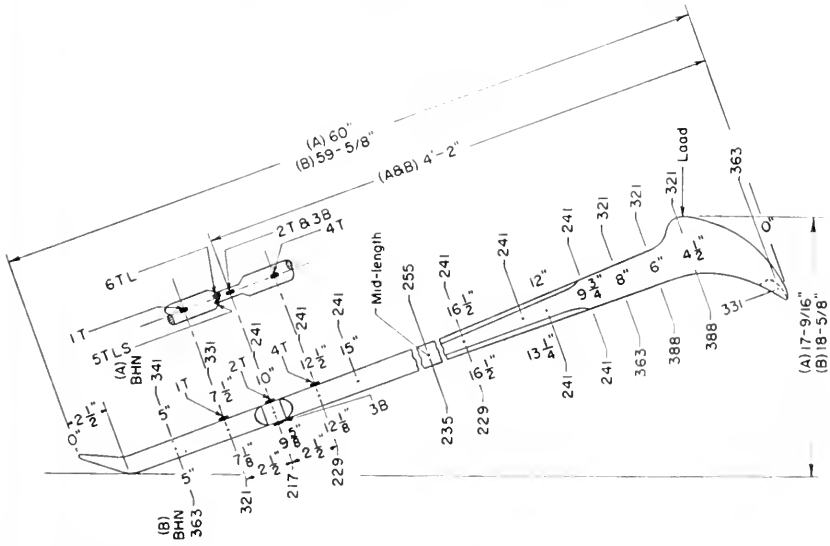 (A) 60"
(B) 59-5/8"
(A&B) 4'-2"
Load
363
0"
321
321
321
241
241
241
255
Mid-length
2T & 3B
4T
6TL
1T
5TLS
(A)
BHN
341
331
241
241
0"
2 1/2"
5"
1T
7 1/2"
2T
10"
4T
12 1/2"
15"
16 1/2"
12"
9 3/4"
8"
6"
4 1/2"
331
388
388
363
241
241
13 1/4"
16 1/2"
229
235
3B
12 1/8"
9 5/8"
7 1/8"
5"
2 1/2"
2 1/2"
229
217
321
(B)
BHN
363
(A) 17-9/16"
(B) 18-5/8"